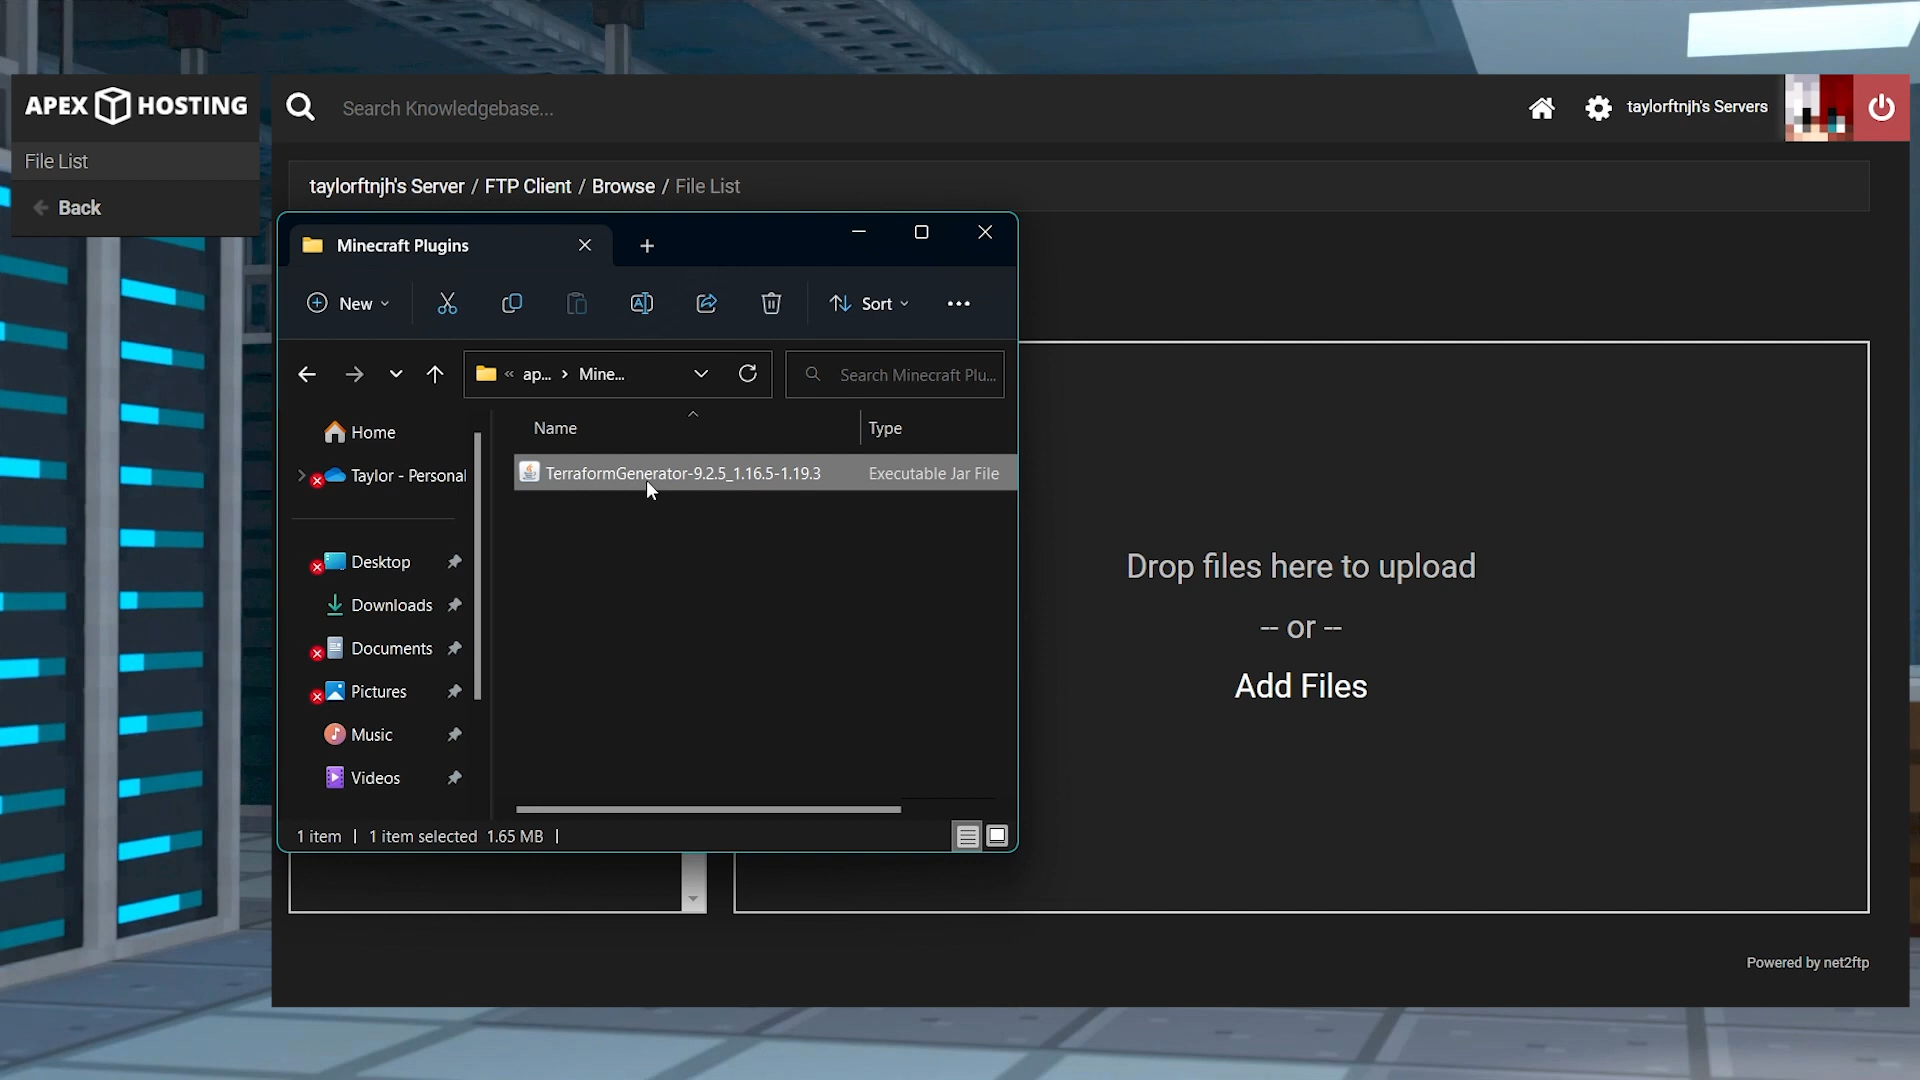 APEX HOSTING
Search Knowledgebase...
taylorftnjh's Servers
File List
Back
taylorftnjh's Server / FTP Client / Browse / File List
Minecraft Plugins
New
Sort
« ap... › Mine...
Search Minecraft Plu...
Name
Type
TerraformGenerator-9.2.5_1.16.5-1.19.3
Executable Jar File
Home
Taylor - Personal
Desktop
Downloads
Documents
Pictures
Music
Videos
1 item | 1 item selected 1.65 MB |
Drop files here to upload
-- or --
Add Files
Powered by net2ftp